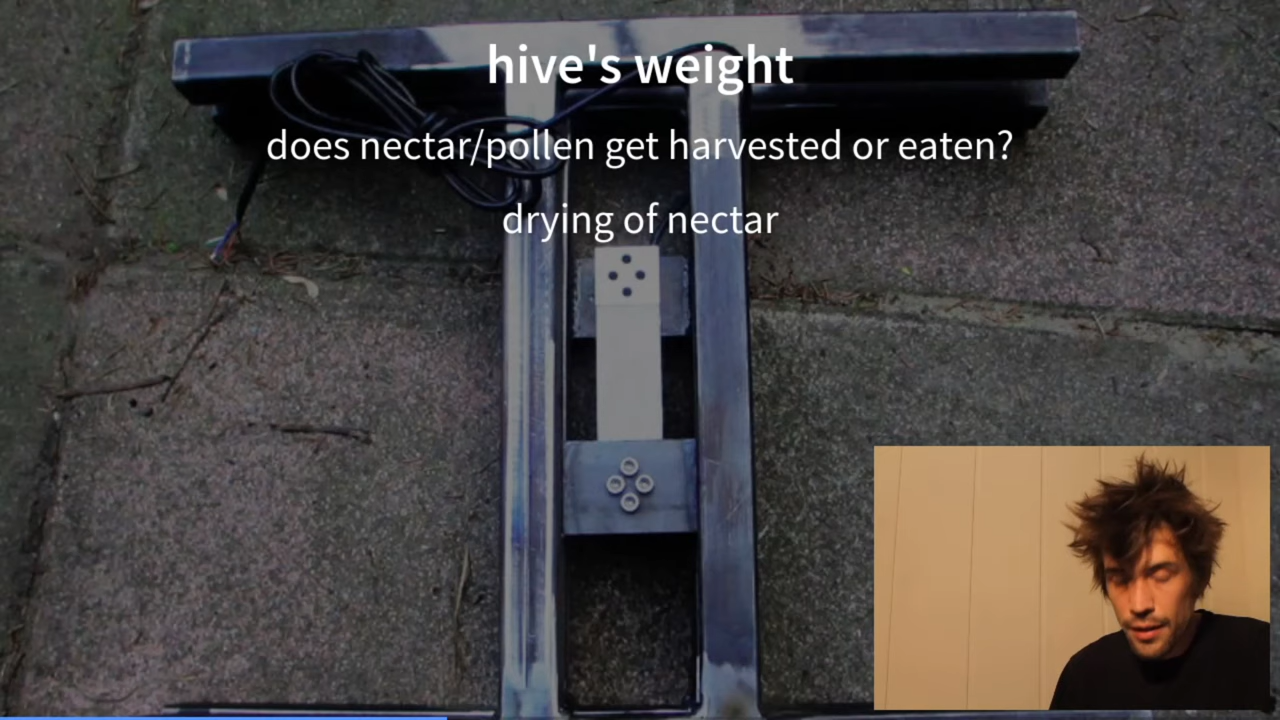 hive's weight
does nectar/pollen get harvested or eaten?
drying of nectar